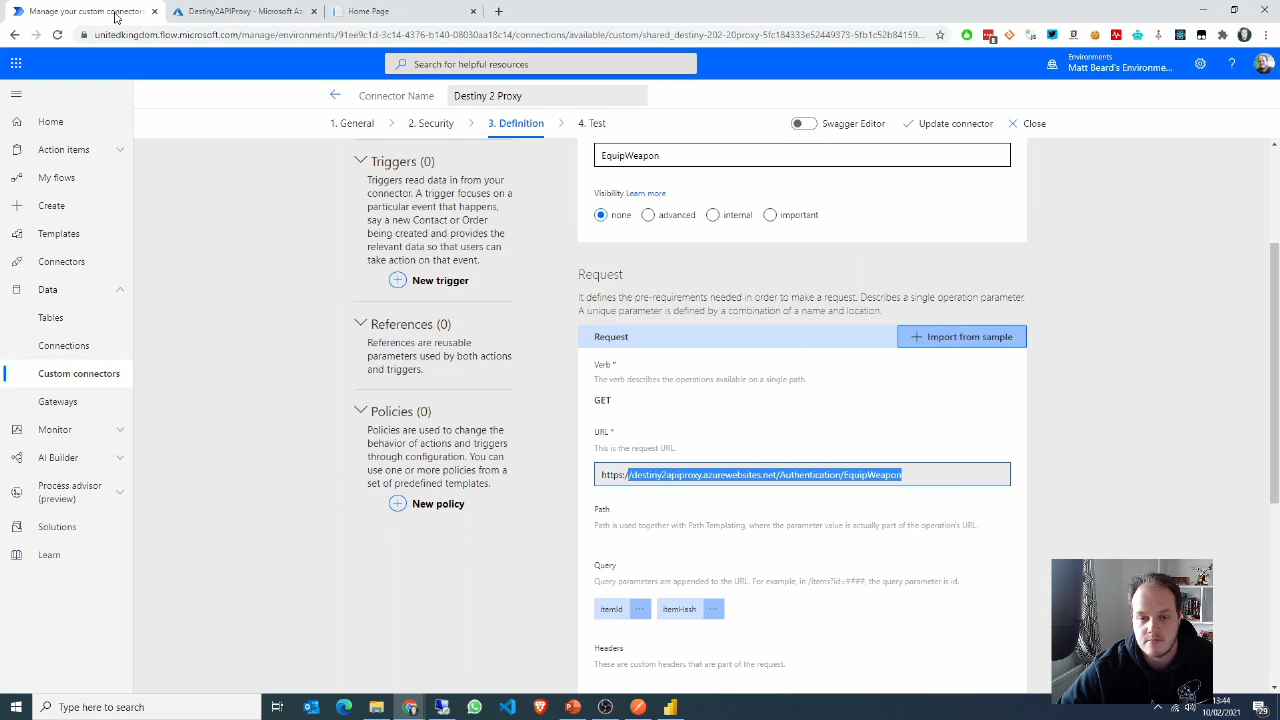 Manage your custom connectors
Destiny2APIProxy - Microsoft Az
Home Page
unitedkingdom.flow.microsoft.com/manage/environments/91ee9c1d-3c14-4376-b140-08030aa18c14/connections/available/custom/shared_destiny-202-20proxy-5fc184333e52449373-5fb1c52b84159...
Search for helpful resources
Environments
Matt Beard's Environme...
Connector Name
Destiny 2 Proxy
1. General
2. Security
3. Definition
4. Test
Swagger Editor
Update connector
Close
Home
Action items
My flows
Create
Templates
Connectors
Data
Tables
Connections
Custom connectors
Gateways
Monitor
AI Builder
Process advisor
(preview)
Solutions
Learn
Triggers (0)
Triggers read data in from your
connector. A trigger focuses on a
particular event that happens,
say a new Contact or Order
being created and provides the
relevant data so that users can
take action on that event.
New trigger
References (0)
References are reusable
parameters used by both actions
and triggers.
Policies (0)
Policies are used to change the
behavior of actions and triggers
through configuration. You can
use one or more policies from a
set of predefined templates.
New policy
EquipWeapon
Visibility Learn more
none
advanced
internal
important
Request
It defines the pre-requirements needed in order to make a request. Describes a single operation parameter.
A unique parameter is defined by a combination of a name and location.
Request
Import from sample
Verb *
The verb describes the operations available on a single path.
GET
URL *
This is the request URL.
https://destiny2apiproxy.azurewebsites.net/Authentication/EquipWeapon
Path
Path is used together with Path Templating, where the parameter value is actually part of the operation's URL.
Query
Query parameters are appended to the URL. For example, in /items?id=####, the query parameter is id.
itemId ...
itemHash ...
Headers
These are custom headers that are part of the request.
Type here to search
13:44
10/02/2021